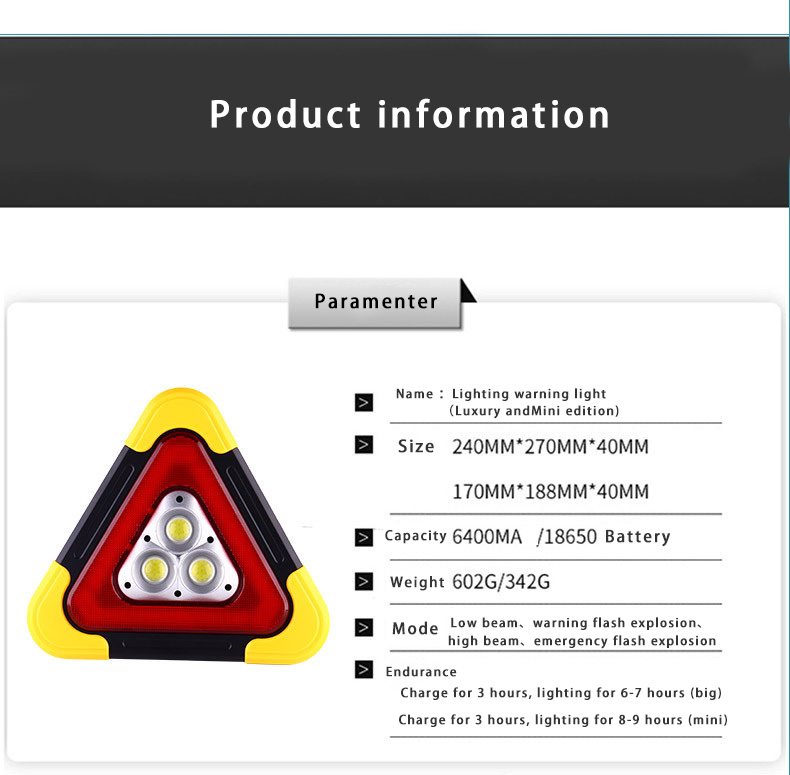 Product information
Paramenter
> Name : Lighting warning light
(Luxury andMini edition)
> Size 240MM*270MM*40MM
170MM*188MM*40MM
> Capacity 6400MA /18650 Battery
> Weight 602G/342G
> Mode Low beam、warning flash explosion、
high beam、emergency flash explosion
> Endurance
Charge for 3 hours, lighting for 6-7 hours (big)
Charge for 3 hours, lighting for 8-9 hours (mini)